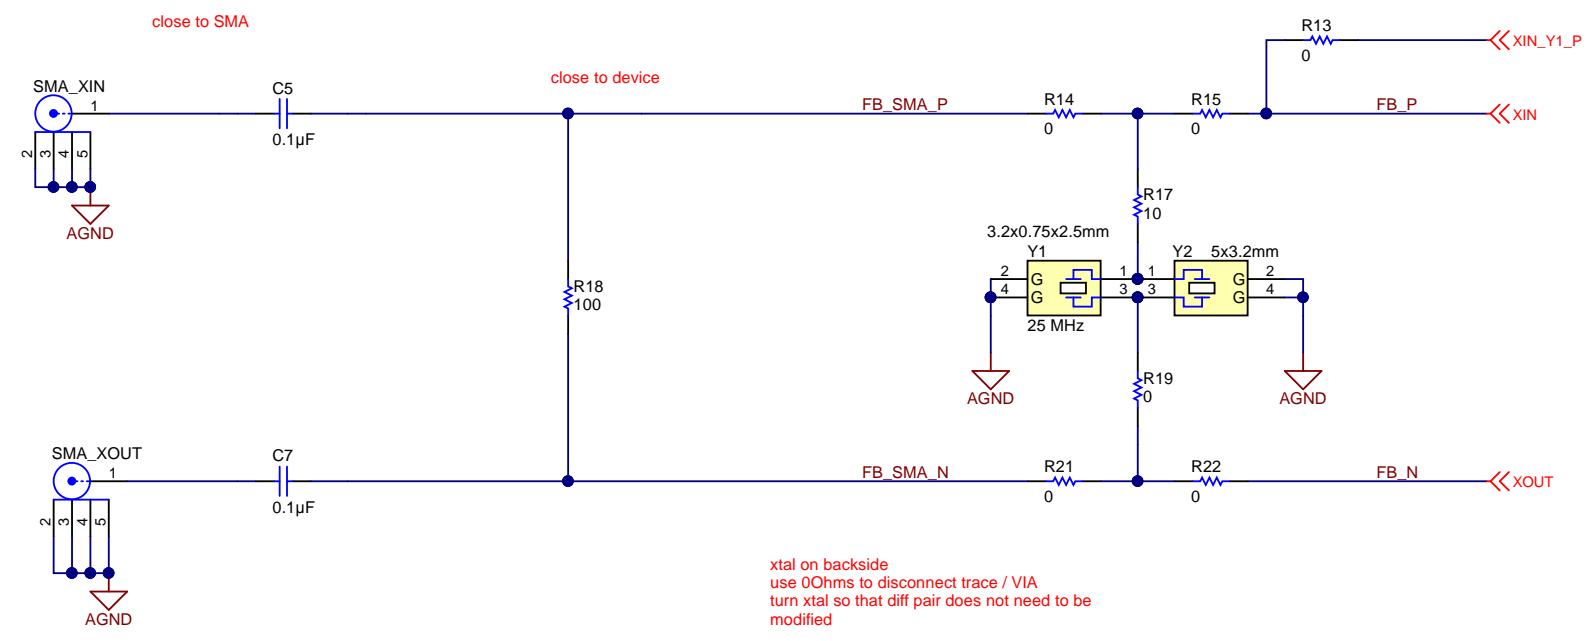 close to SMA
R13
0
XIN_Y1_P
close to device
SMA_XIN
1
C5
0.1µF
FB_SMA_P
R14
0
R15
0
FB_P
XIN
2
3
4
5
AGND
R17
10
3.2x0.75x2.5mm
Y1
Y2
5x3.2mm
2
G
1
1
G
2
4
G
3
3
G
4
25 MHz
R18
100
AGND
R19
0
AGND
SMA_XOUT
1
C7
0.1µF
FB_SMA_N
R21
0
R22
0
FB_N
XOUT
2
3
4
5
AGND
xtal on backside
use 0Ohms to disconnect trace / VIA
turn xtal so that diff pair does not need to be
modified